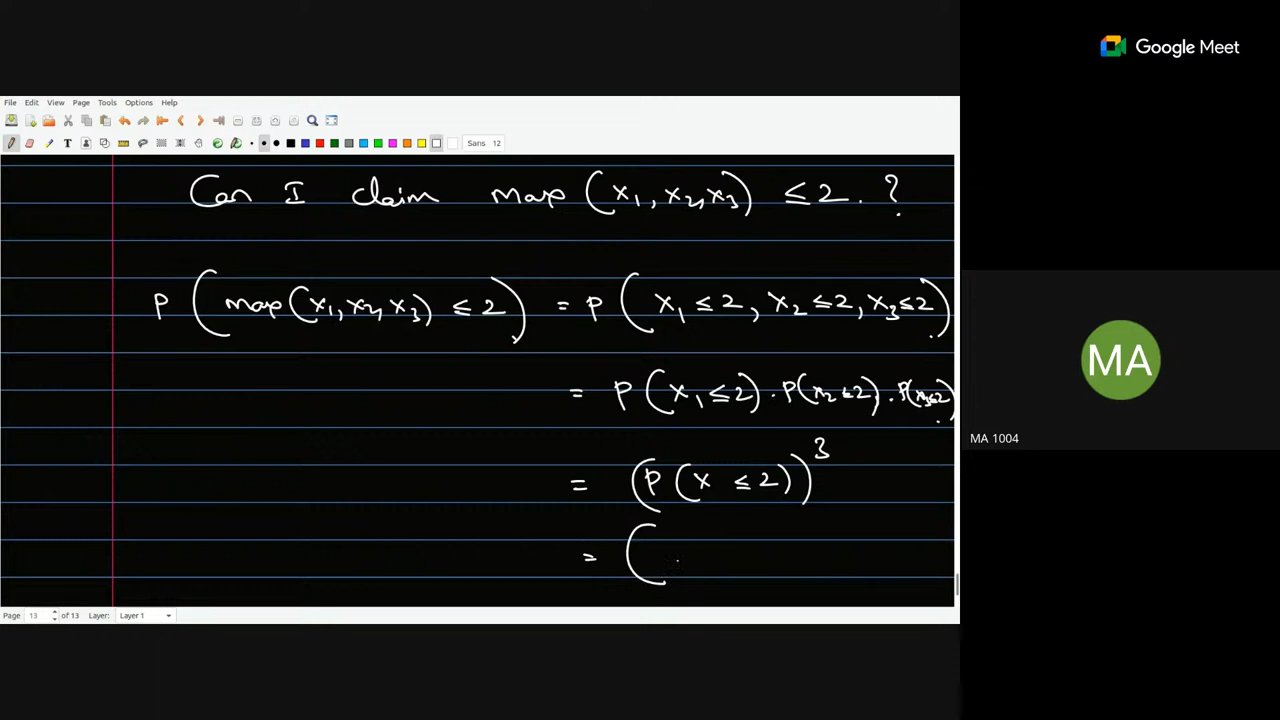 Google Meet
File Edit View Page Tools Options Help
Sans 12
Can I claim max (X1, X2, X3) ≤ 2. ?
P (max(X1, X2, X3) ≤ 2) = P (X1 ≤ 2, X2 ≤ 2, X3 ≤ 2)
= P (X1 ≤ 2) . P(X2 ≤ 2) . P(X3 ≤ 2)
= (P (X ≤ 2))^3
= (
MA
MA 1004
Page 13 of 13 Layer: Layer 1